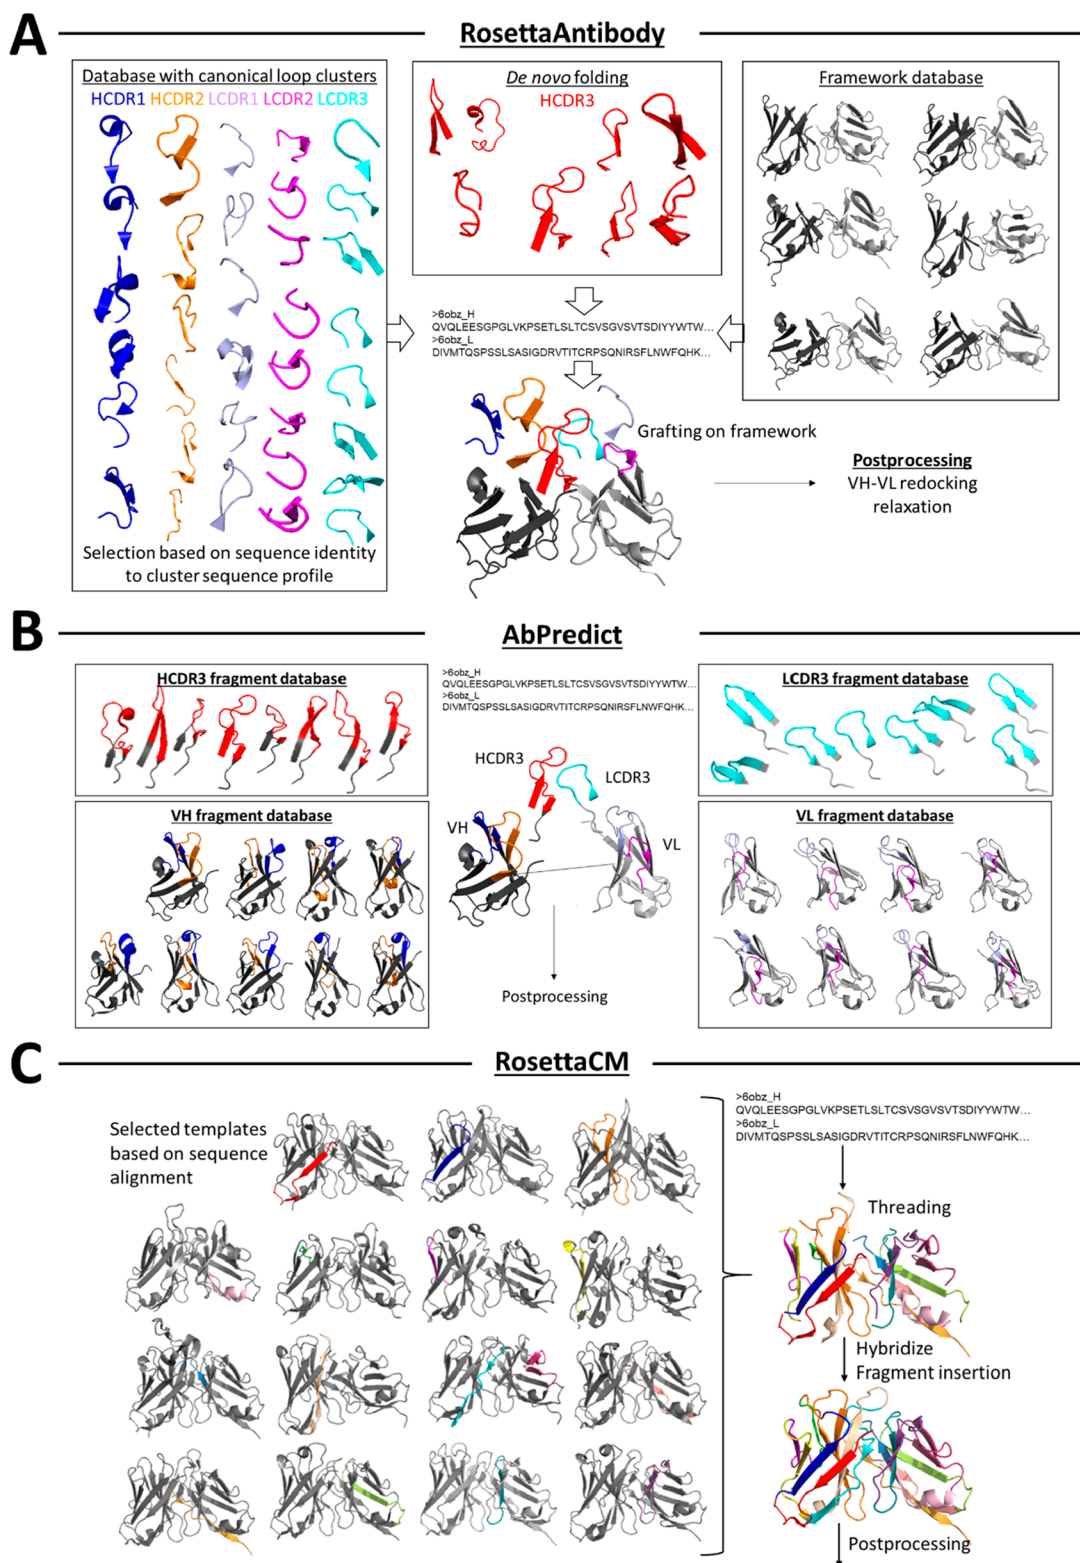 A
RosettaAntibody
Database with canonical loop clusters
HCDR1 HCDR2 LCDR1 LCDR2 LCDR3
Selection based on sequence identity
to cluster sequence profile
De novo folding
HCDR3
Framework database
>6obz_H
QVQLEESGPGLVKPSETLSLTCSVSGVSVTSDIYYWTW...
>6obz_L
DIVMTQSPSSLSASIGDRVTITCRPSQNIRSFLNWFQHK...
Grafting on framework
Postprocessing
VH-VL redocking
relaxation
B
AbPredict
HCDR3 fragment database
VH fragment database
>6obz_H
QVQLEESGPGLVKPSETLSLTCSVSGVSVTSDIYYWTW...
>6obz_L
DIVMTQSPSSLSASIGDRVTITCRPSQNIRSFLNWFQHK...
HCDR3
LCDR3
VH
VL
Postprocessing
LCDR3 fragment database
VL fragment database
C
RosettaCM
Selected templates
based on sequence
alignment
>6obz_H
QVQLEESGPGLVKPSETLSLTCSVSGVSVTSDIYYWTW...
>6obz_L
DIVMTQSPSSLSASIGDRVTITCRPSQNIRSFLNWFQHK...
Threading
Hybridize
Fragment insertion
Postprocessing